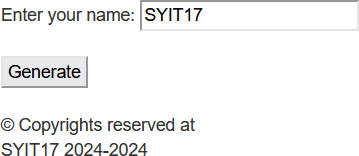 Enter your name: SYIT17
Generate
© Copyrights reserved at
SYIT17 2024-2024